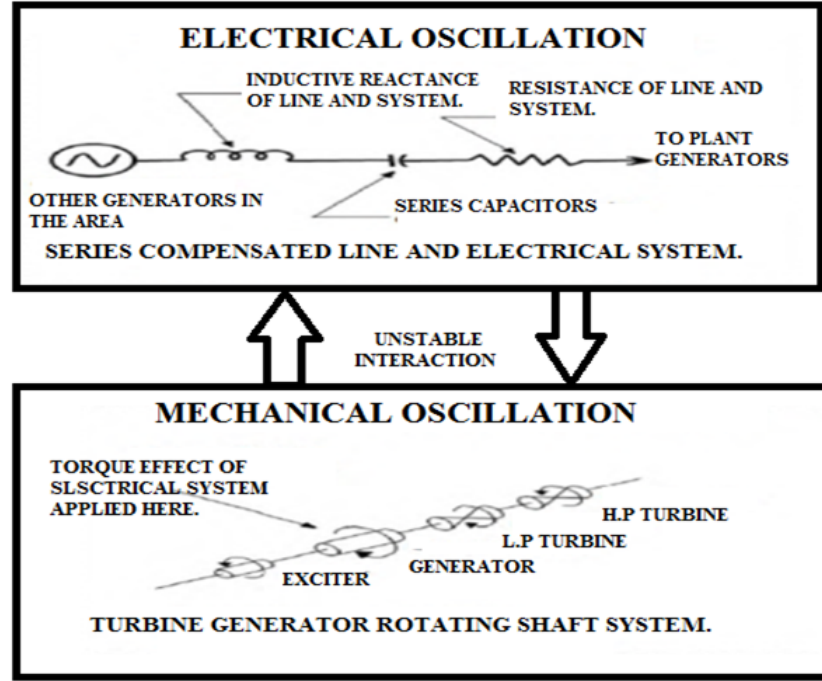 ELECTRICAL OSCILLATION
INDUCTIVE REACTANCE
OF LINE AND SYSTEM.
RESISTANCE OF LINE AND
SYSTEM.
TO PLANT
GENERATORS
OTHER GENERATORS IN
THE AREA
SERIES CAPACITORS
SERIES COMPENSATED LINE AND ELECTRICAL SYSTEM.
UNSTABLE
INTERACTION
MECHANICAL OSCILLATION
TORQUE EFFECT OF
SLSCTRICAL SYSTEM
APPLIED HERE.
H.P TURBINE
L.P TURBINE
GENERATOR
EXCITER
TURBINE GENERATOR ROTATING SHAFT SYSTEM.